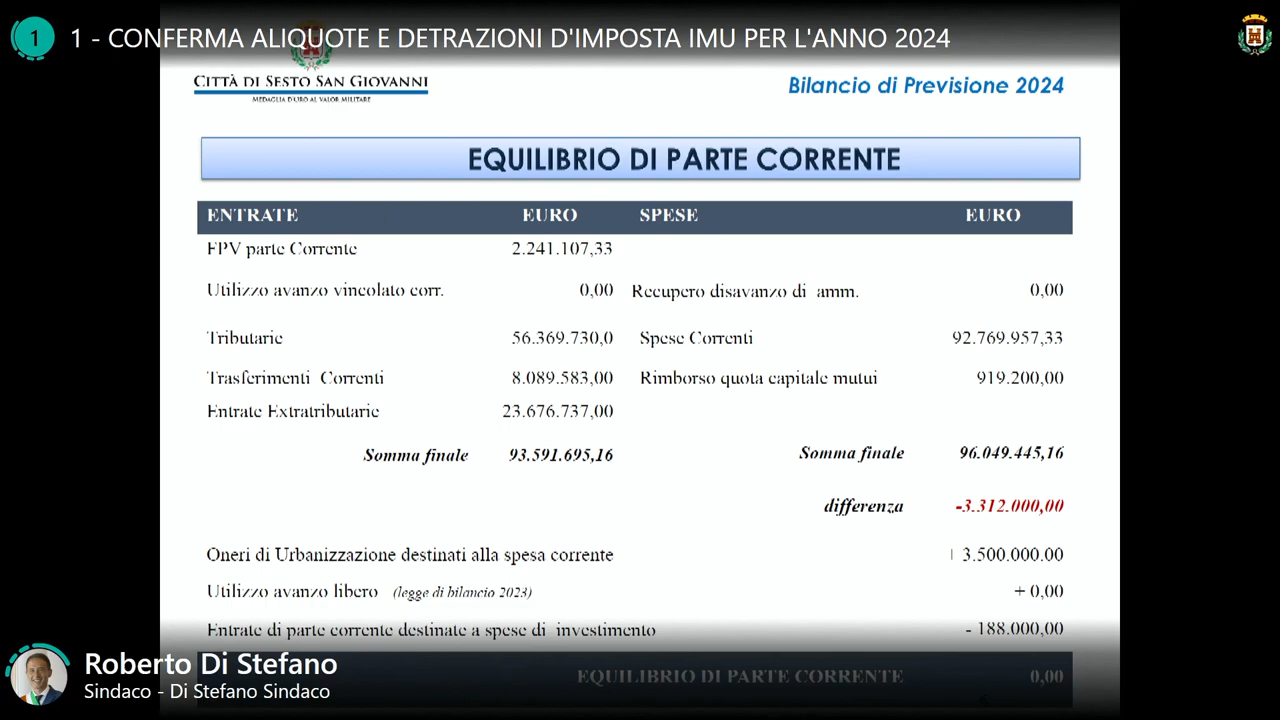 1 1 - CONFERMA ALIQUOTE E DETRAZIONI D'IMPOSTA IMU PER L'ANNO 2024
CITTÀ DI SESTO SAN GIOVANNI
MEDAGLIA D'ORO AL VALOR MILITARE
Bilancio di Previsione 2024
EQUILIBRIO DI PARTE CORRENTE
ENTRATE EURO SPESE EURO
FPV parte Corrente 2.241.107,33
Utilizzo avanzo vincolato corr. 0,00 Recupero disavanzo di amm. 0,00
Tributarie 56.369.730,0 Spese Correnti 92.769.957,33
Trasferimenti Correnti 8.089.583,00 Rimborso quota capitale mutui 919.200,00
Entrate Extratributarie 23.676.737,00
Somma finale 93.591.695,16 Somma finale 96.049.445,16
differenza -3.312.000,00
Oneri di Urbanizzazione destinati alla spesa corrente + 3.500.000.00
Utilizzo avanzo libero (legge di bilancio 2023) + 0,00
Entrate di parte corrente destinate a spese di investimento - 188.000,00
EQUILIBRIO DI PARTE CORRENTE 0,00
Roberto Di Stefano
Sindaco - Di Stefano Sindaco